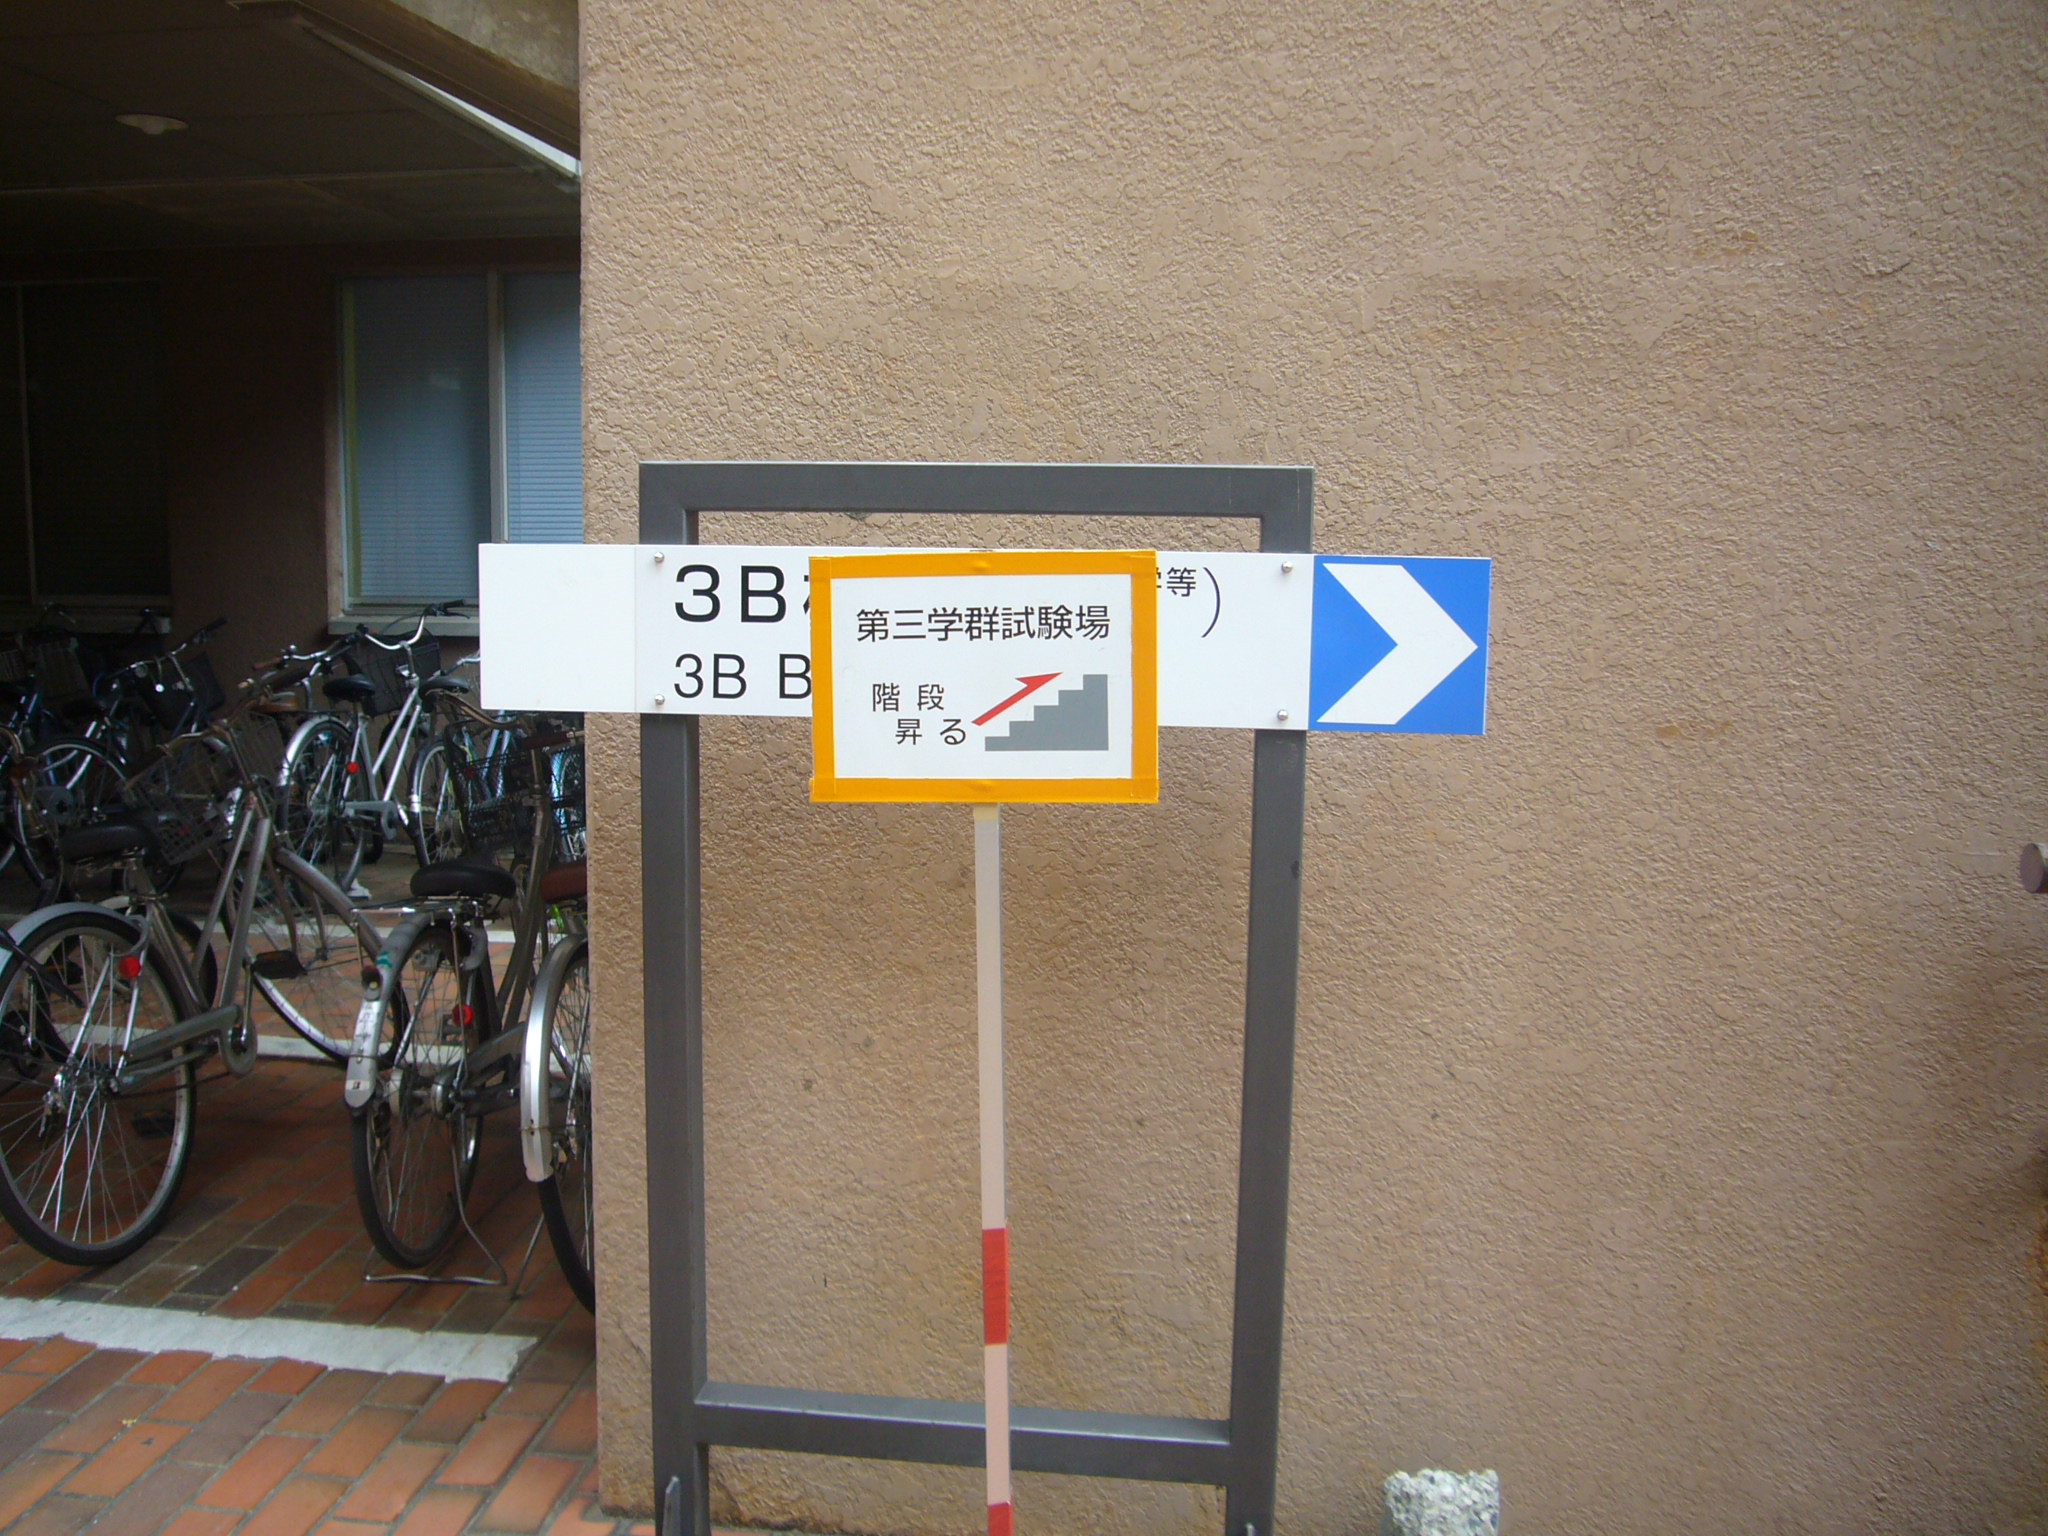 3B
等)
3B B
第三学群試験場
階段
昇る